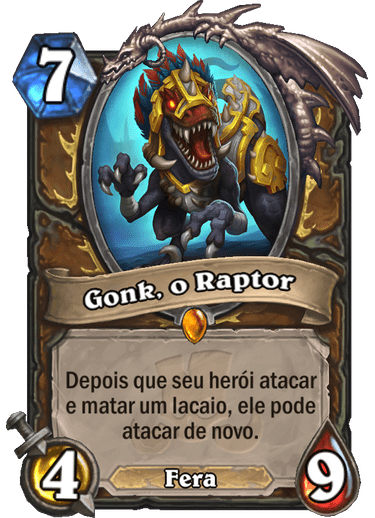 7
Gonk, o Raptor
Depois que seu herói atacar
e matar um lacaio, ele pode
atacar de novo.
4
Fera
9